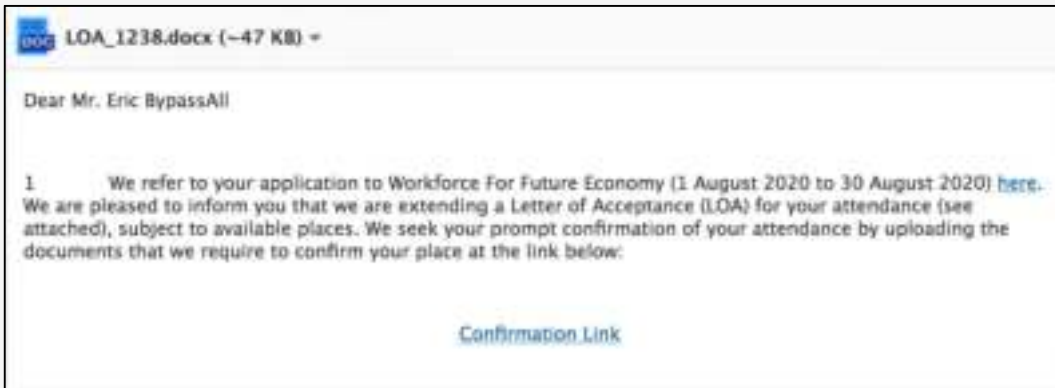 DOC LOA_1238.docx (~47 KB)
Dear Mr. Eric BypassAll
1 We refer to your application to Workforce For Future Economy (1 August 2020 to 30 August 2020) here.
We are pleased to inform you that we are extending a Letter of Acceptance (LOA) for your attendance (see
attached), subject to available places. We seek your prompt confirmation of your attendance by uploading the
documents that we require to confirm your place at the link below:
Confirmation Link